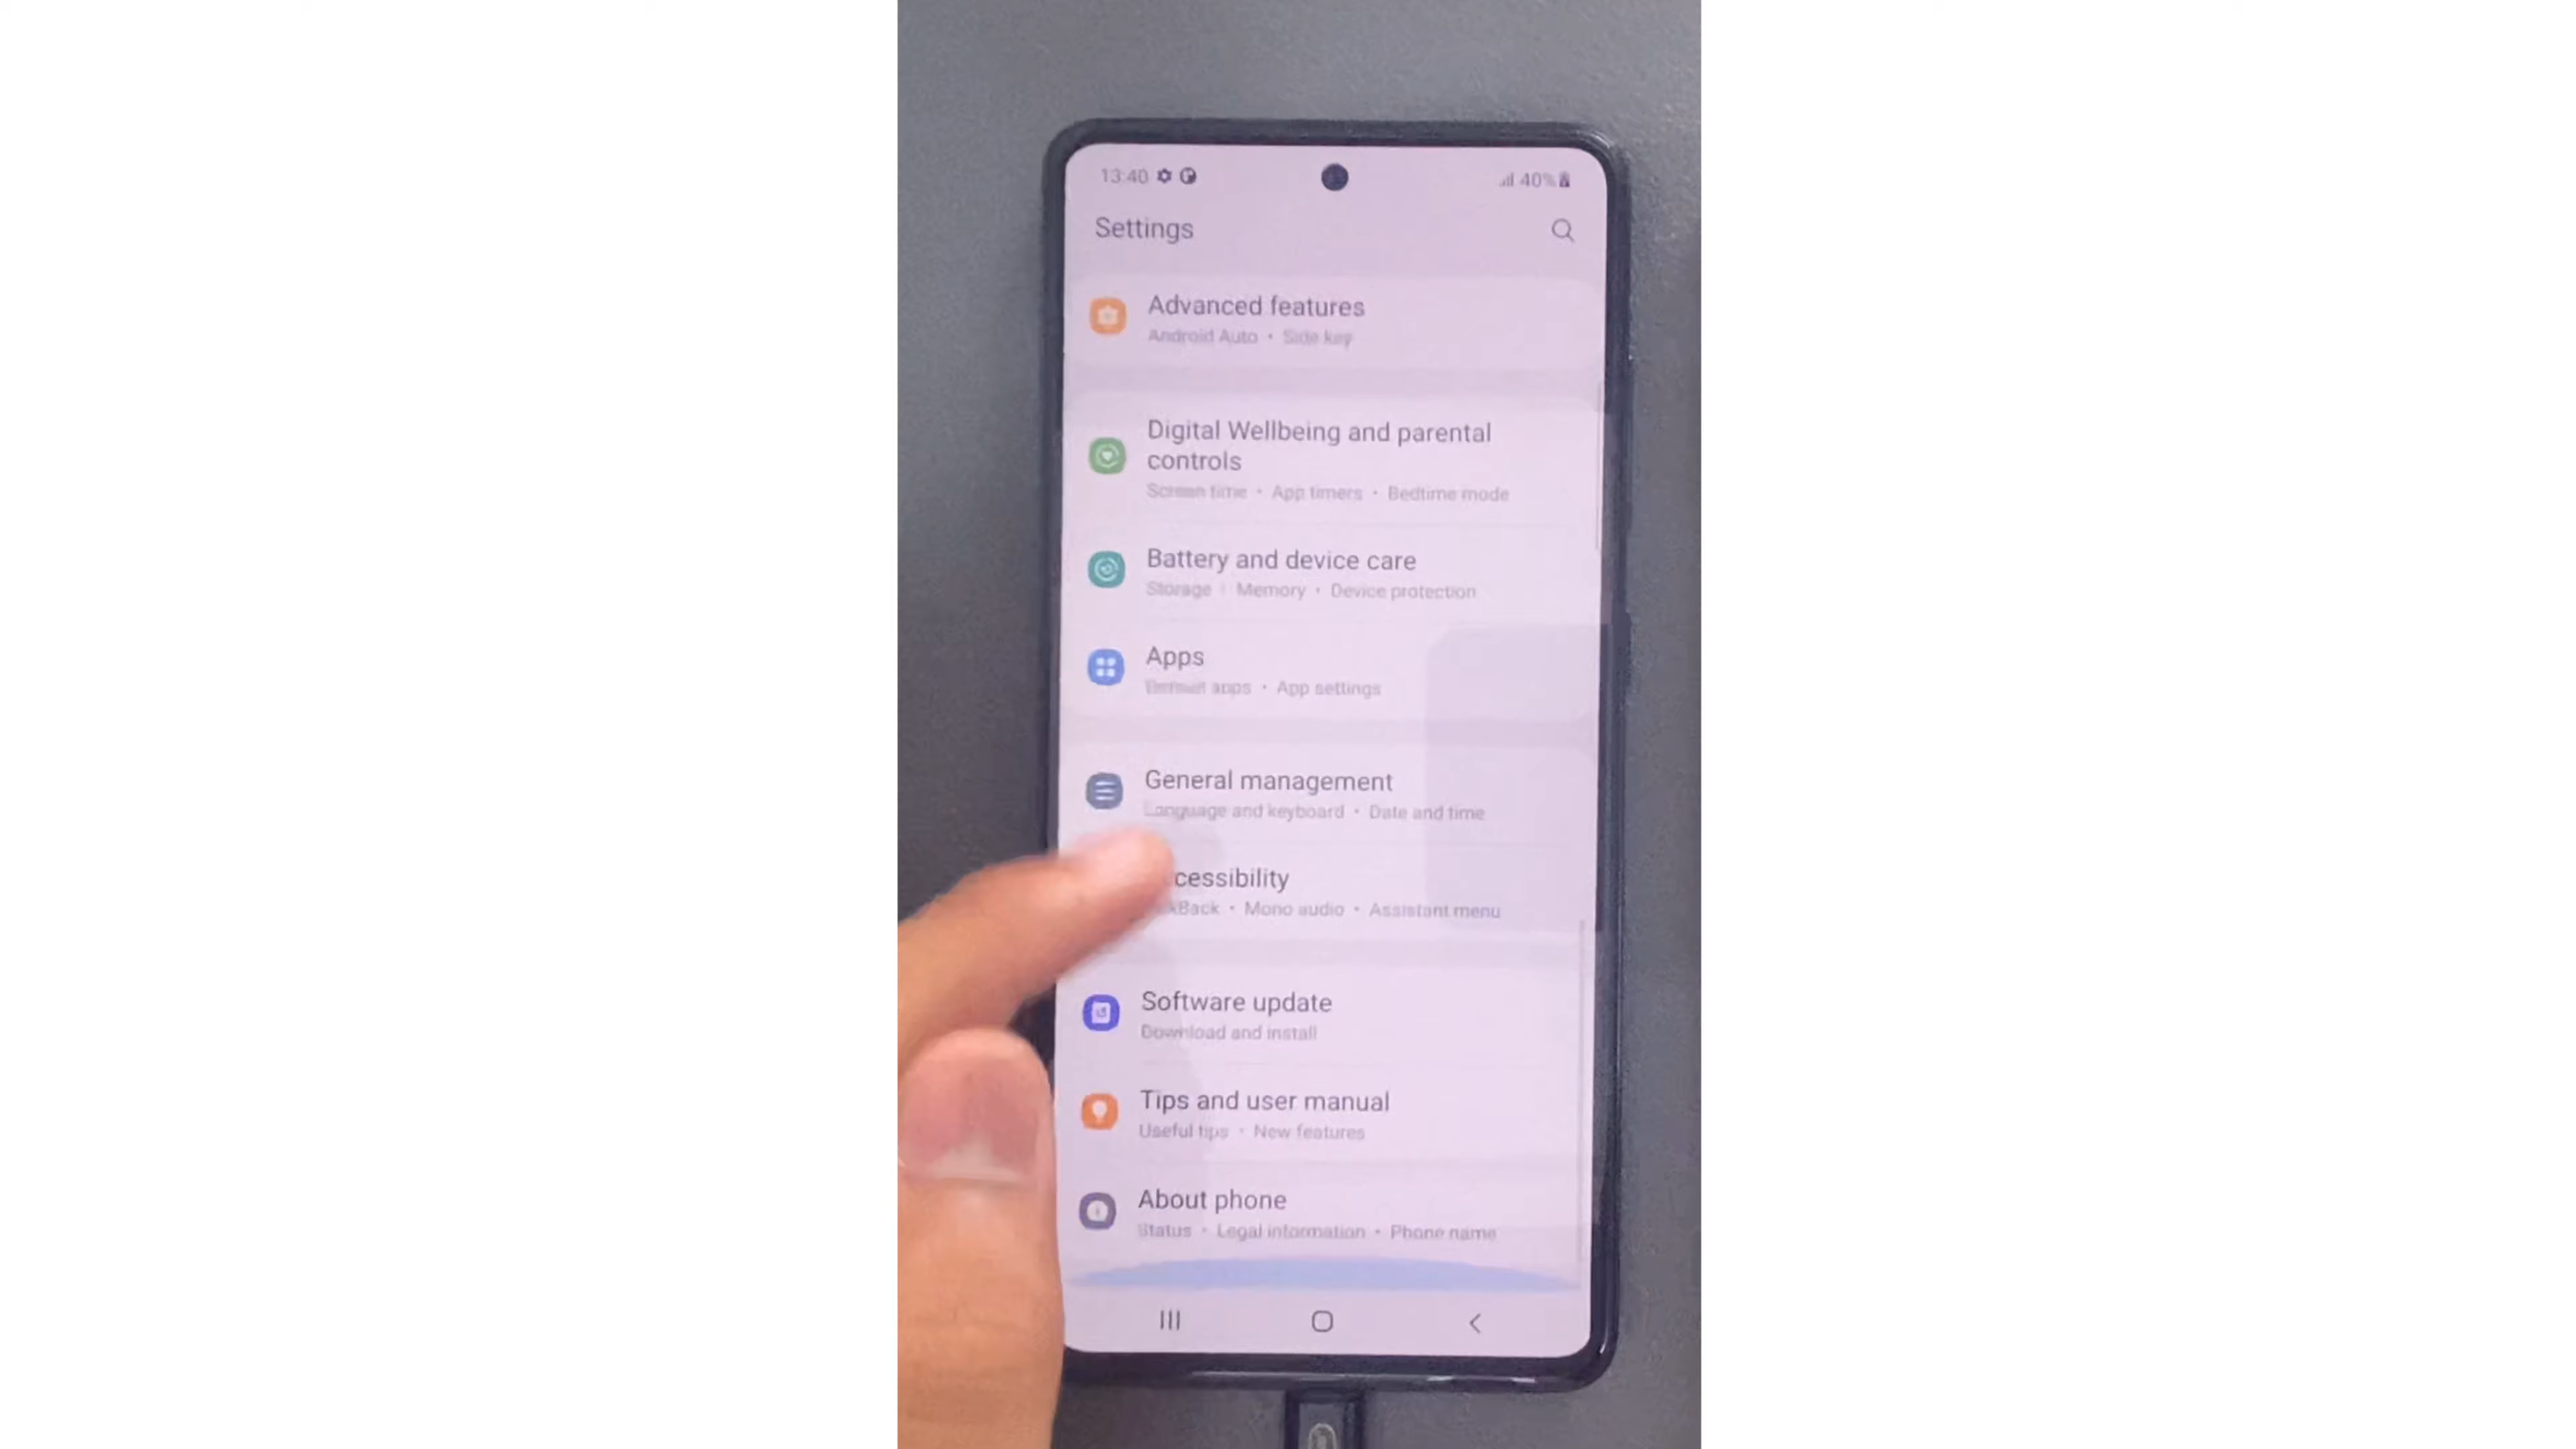 13:40
40%
Settings
Advanced features
Android Auto • Side key
Digital Wellbeing and parental
controls
Screen time • App timers • Bedtime mode
Battery and device care
Storage • Memory • Device protection
Apps
apps • App settings
General management
Language and keyboard • Date and time
cessibility
kBack • Mono audio • Assistant menu
Software update
Download and install
Tips and user manual
Useful tips • New features
About phone
Status • Legal information • Phone name